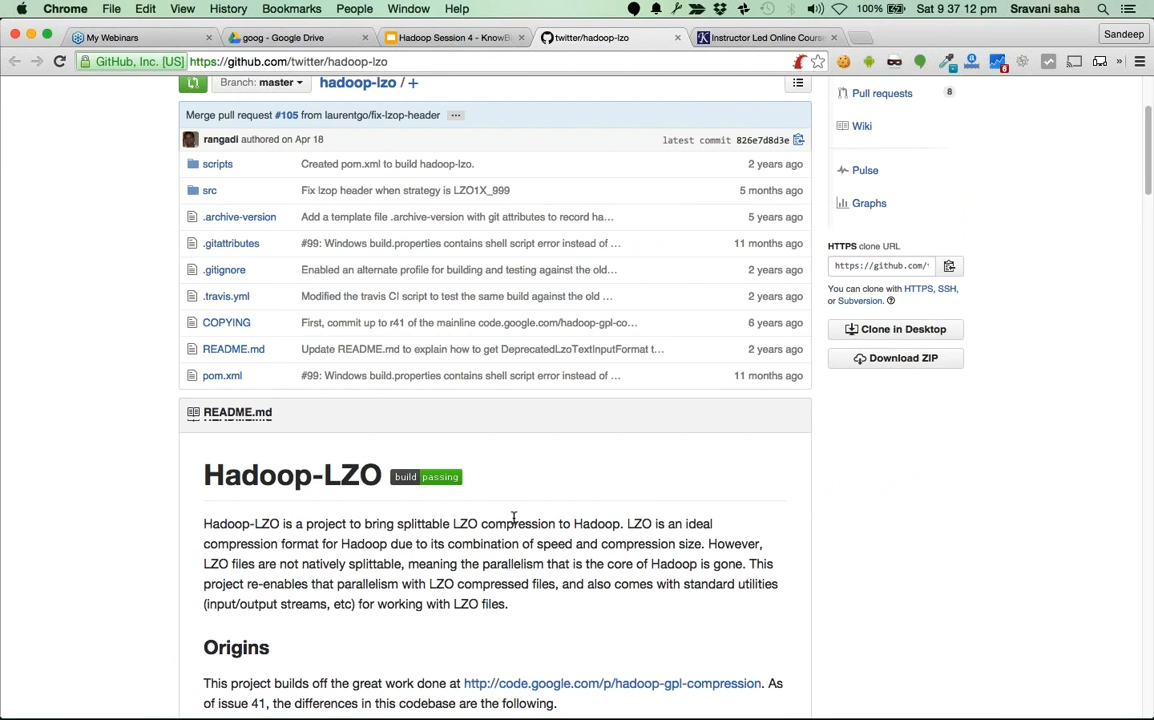 Chrome File Edit View History Bookmarks People Window Help 100% Sat 9 37 12 pm Sravani saha
My Webinars goog - Google Drive Hadoop Session 4 - KnowBi twitter/hadoop-lzo Instructor Led Online Course Sandeep
GitHub, Inc. [US] https://github.com/twitter/hadoop-lzo
Branch: master hadoop-lzo / +
Merge pull request #105 from laurentgo/fix-lzop-header ...
rangadi authored on Apr 18 latest commit 826e7d8d3e
scripts Created pom.xml to build hadoop-lzo. 2 years ago
src Fix lzop header when strategy is LZO1X_999 5 months ago
.archive-version Add a template file .archive-version with git attributes to record ha... 5 years ago
.gitattributes #99: Windows build.properties contains shell script error instead of ... 11 months ago
.gitignore Enabled an alternate profile for building and testing against the old... 2 years ago
.travis.yml Modified the travis CI script to test the same build against the old ... 2 years ago
COPYING First, commit up to r41 of the mainline code.google.com/hadoop-gpl-co... 6 years ago
README.md Update README.md to explain how to get DeprecatedLzoTextInputFormat t... 2 years ago
pom.xml #99: Windows build.properties contains shell script error instead of ... 11 months ago
README.md
Hadoop-LZO build passing
Hadoop-LZO is a project to bring splittable LZO compression to Hadoop. LZO is an ideal
compression format for Hadoop due to its combination of speed and compression size. However,
LZO files are not natively splittable, meaning the parallelism that is the core of Hadoop is gone. This
project re-enables that parallelism with LZO compressed files, and also comes with standard utilities
(input/output streams, etc) for working with LZO files.
Origins
This project builds off the great work done at http://code.google.com/p/hadoop-gpl-compression. As
of issue 41, the differences in this codebase are the following.
Pull requests 8
Wiki
Pulse
Graphs
HTTPS clone URL
https://github.com/
You can clone with HTTPS, SSH,
or Subversion.
Clone in Desktop
Download ZIP